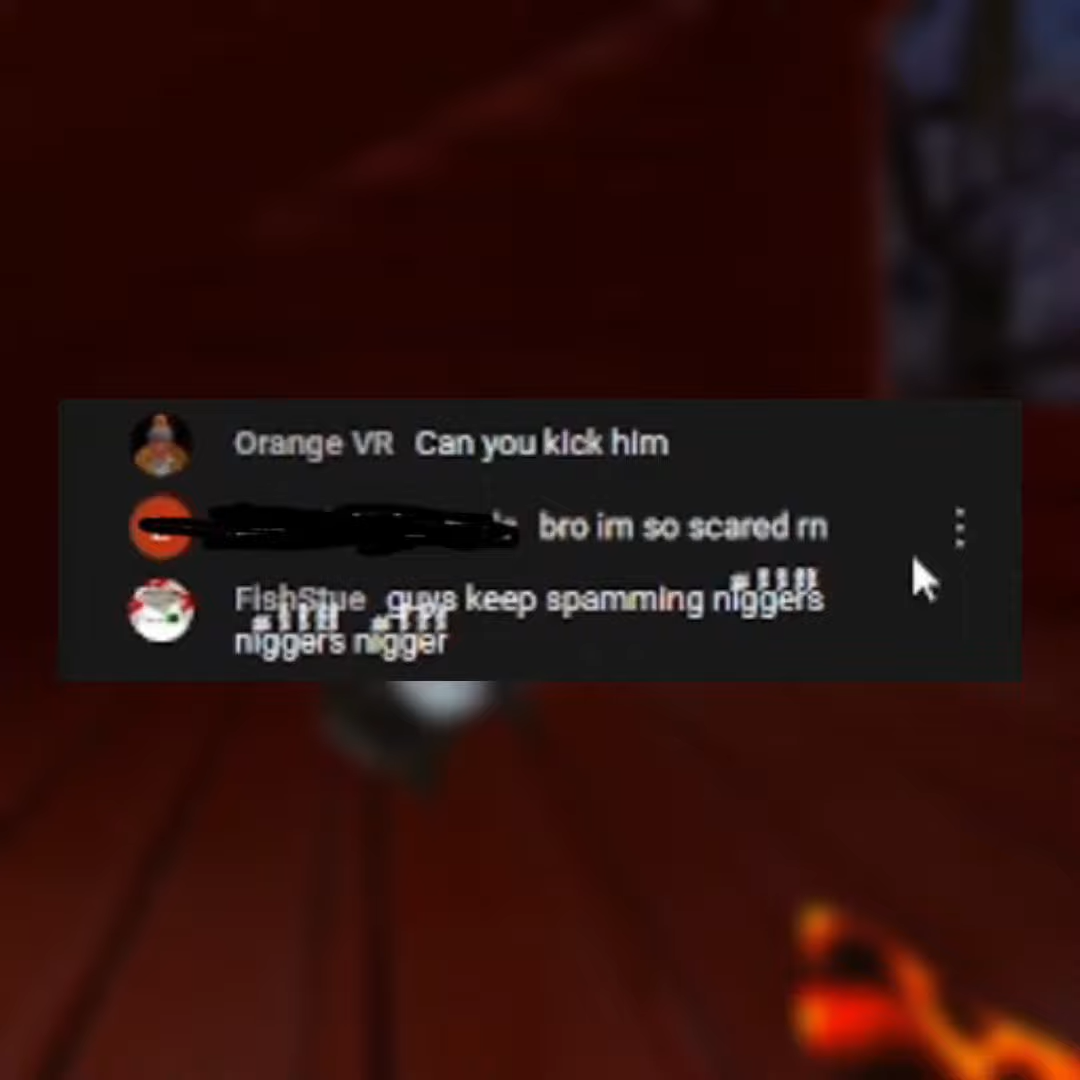 Orange VR Can you kick him
bro im so scared rn
FishStue guys keep spamming niggers
niggers nigger